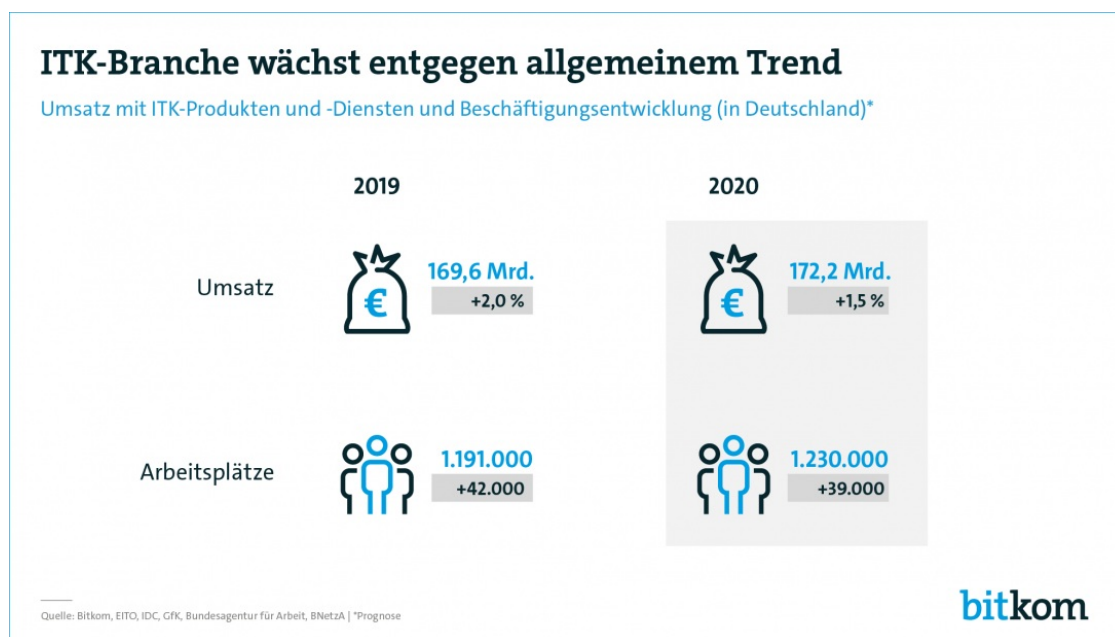 ITK-Branche wächst entgegen allgemeinem Trend
Umsatz mit ITK-Produkten und -Diensten und Beschäftigungsentwicklung (in Deutschland)*
2019
2020
Umsatz
€
169,6 Mrd.
+2,0 %
€
172,2 Mrd.
+1,5 %
Arbeitsplätze
1.191.000
+42.000
1.230.000
+39.000
Quelle: Bitkom, EITO, IDC, GfK, Bundesagentur für Arbeit, BNetzA | *Prognose
bitkom